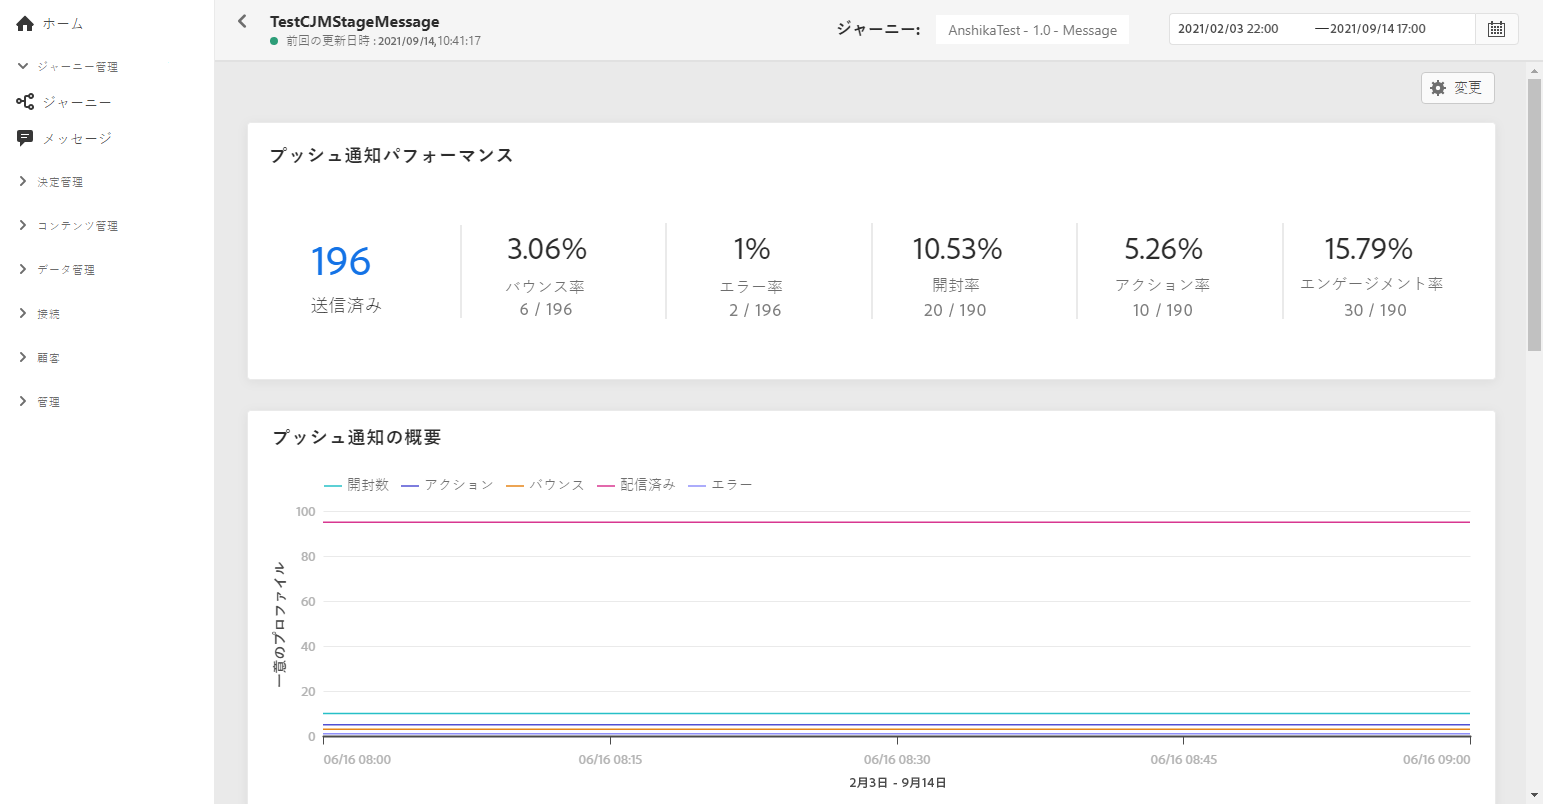 ホーム
ジャーニー管理
ジャーニー
メッセージ
決定管理
コンテンツ管理
データ管理
接続
顧客
管理
TestCJMStageMessage
前回の更新日時 : 2021/09/14,10:41:17
ジャーニー:
AnshikaTest - 1.0 - Message
2021/02/03 22:00 —2021/09/14 17:00
変更
プッシュ通知パフォーマンス
196
送信済み
3.06%
バウンス率
6 / 196
1%
エラー率
2 / 196
10.53%
開封率
20 / 190
5.26%
アクション率
10 / 190
15.79%
エンゲージメント率
30 / 190
プッシュ通知の概要
開封数 アクション バウンス 配信済み エラー
一意のプロファイル
100
80
60
40
20
0
06/16 08:00 06/16 08:15 06/16 08:30 06/16 08:45 06/16 09:00
2月3日 - 9月14日